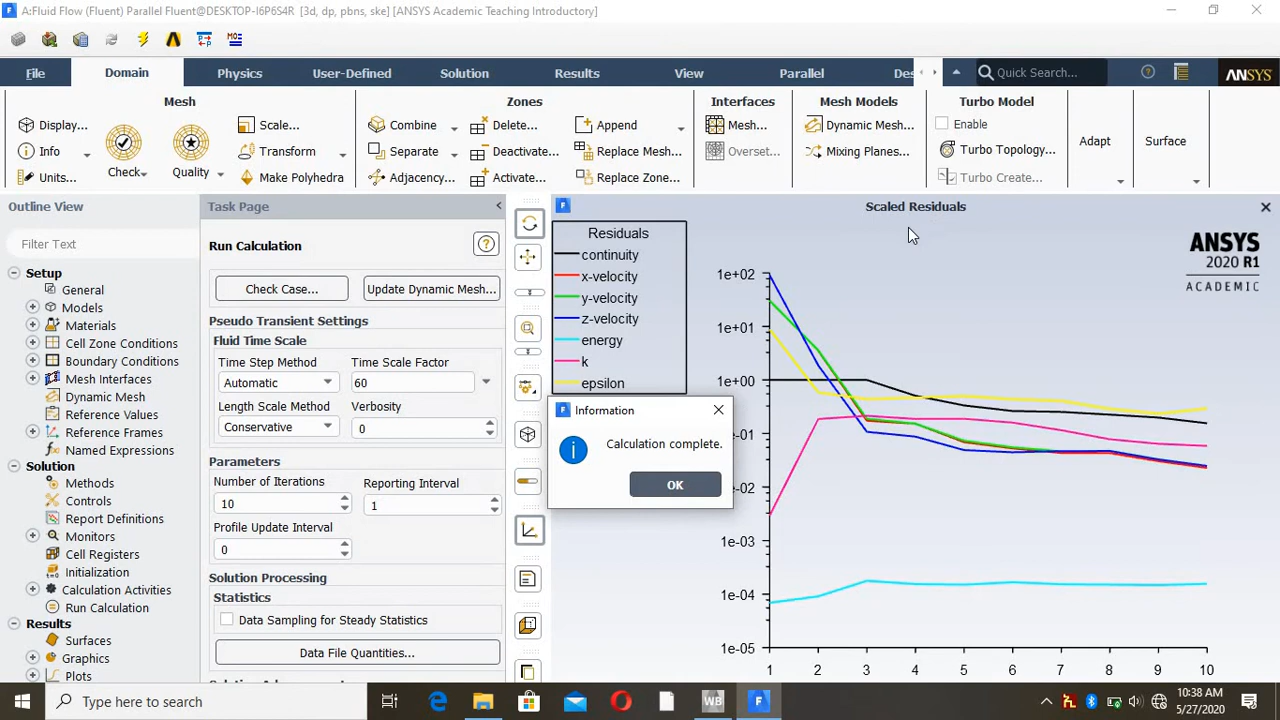 A:Fluid Flow (Fluent) Parallel Fluent@DESKTOP-I6P6S4R [3d, dp, pbns, ske] [ANSYS Academic Teaching Introductory]
File Domain Physics User-Defined Solution Results View Parallel Des Quick Search... ANSYS
Mesh
Display...
Info
Units...
Check
Quality
Scale...
Transform
Make Polyhedra
Zones
Combine
Separate
Adjacency...
Delete...
Deactivate...
Activate...
Append
Replace Mesh...
Replace Zone...
Interfaces
Mesh...
Overset...
Mesh Models
Dynamic Mesh...
Mixing Planes...
Turbo Model
Enable
Turbo Topology...
Turbo Create...
Adapt
Surface
Outline View
Filter Text
Setup
General
Models
Materials
Cell Zone Conditions
Boundary Conditions
Mesh Interfaces
Dynamic Mesh
Reference Values
Reference Frames
Named Expressions
Solution
Methods
Controls
Report Definitions
Monitors
Cell Registers
Initialization
Calculation Activities
Run Calculation
Results
Surfaces
Graphics
Plots
Task Page
Run Calculation
Check Case... Update Dynamic Mesh...
Pseudo Transient Settings
Fluid Time Scale
Time Step Method Time Scale Factor
Automatic 60
Length Scale Method Verbosity
Conservative 0
Parameters
Number of Iterations Reporting Interval
10 1
Profile Update Interval
0
Solution Processing
Statistics
Data Sampling for Steady Statistics
Data File Quantities...
Scaled Residuals
Residuals
continuity
x-velocity
y-velocity
z-velocity
energy
k
epsilon
ANSYS
2020 R1
ACADEMIC
1e+02
1e+01
1e+00
e-01
e-02
1e-03
1e-04
1e-05
1 2 3 4 5 6 7 8 9 10
Information
Calculation complete.
OK
Type here to search
WB
10:38 AM
5/27/2020